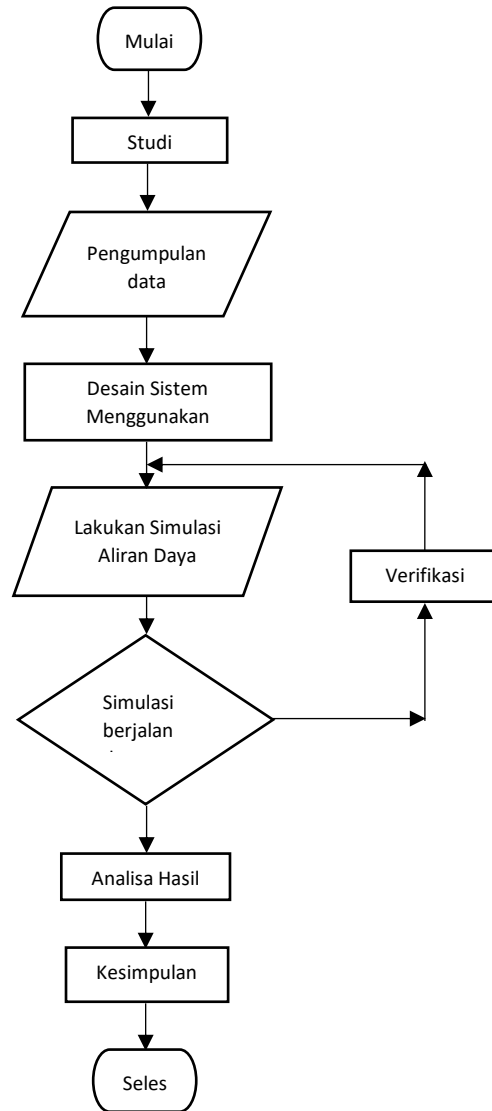 Mulai
Studi
Pengumpulan
data
Desain Sistem
Menggunakan
Lakukan Simulasi
Aliran Daya
Verifikasi
Simulasi
berjalan
Analisa Hasil
Kesimpulan
Seles